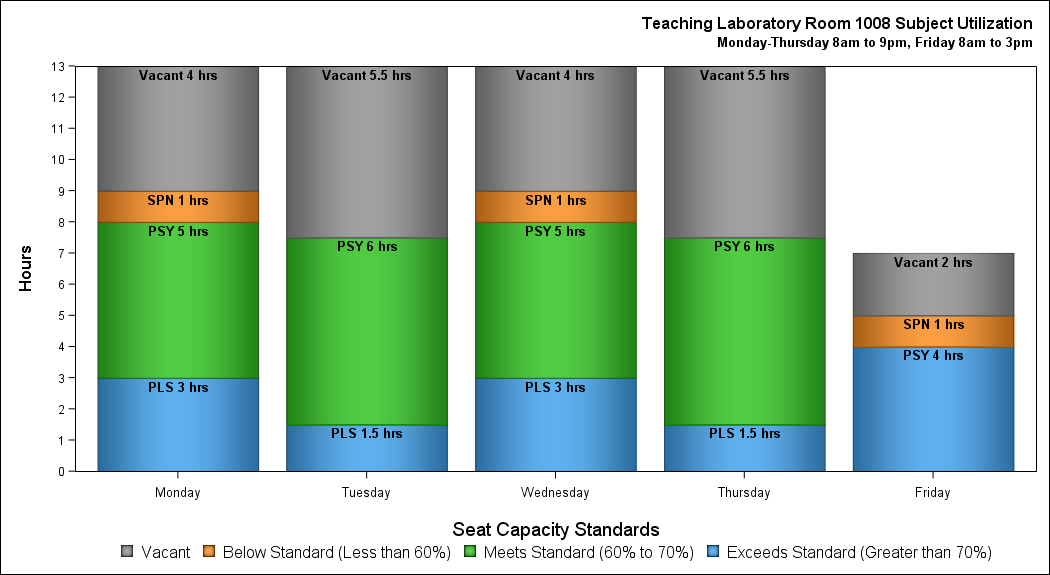 Teaching Laboratory Room 1008 Subject Utilization
Monday-Thursday 8am to 9pm, Friday 8am to 3pm
Hours
13
12
11
10
9
8
7
6
5
4
3
2
1
0
Vacant 4 hrs
SPN 1 hrs
PSY 5 hrs
PLS 3 hrs
Vacant 5.5 hrs
PSY 6 hrs
PLS 1.5 hrs
Vacant 4 hrs
SPN 1 hrs
PSY 5 hrs
PLS 3 hrs
Vacant 5.5 hrs
PSY 6 hrs
PLS 1.5 hrs
Vacant 2 hrs
SPN 1 hrs
PSY 4 hrs
Monday Tuesday Wednesday Thursday Friday
Seat Capacity Standards
Vacant Below Standard (Less than 60%) Meets Standard (60% to 70%) Exceeds Standard (Greater than 70%)